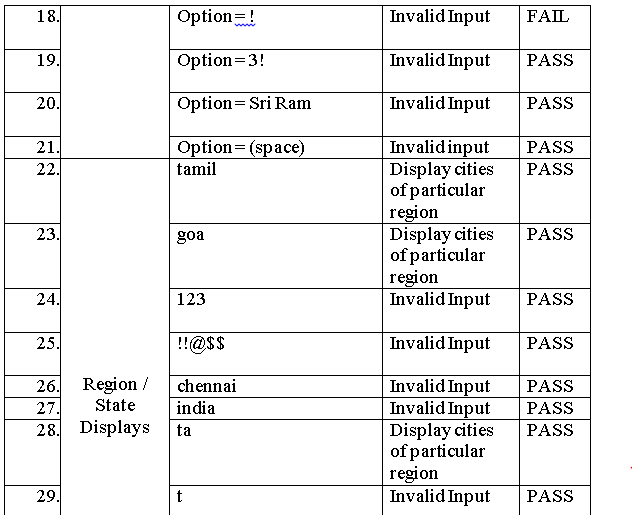 18. Option=! Invalid Input FAIL
19. Option=3! Invalid Input PASS
20. Option= Sri Ram Invalid Input PASS
21. Option= (space) Invalid input PASS
22. tamil Display cities PASS
of particular
region
23. goa Display cities PASS
of particular
region
24. 123 Invalid Input PASS
25. !!@$$ Invalid Input PASS
26. Region / chennai Invalid Input PASS
27. State india Invalid Input PASS
28. Displays ta Display cities PASS
of particular
region
29. t Invalid Input PASS